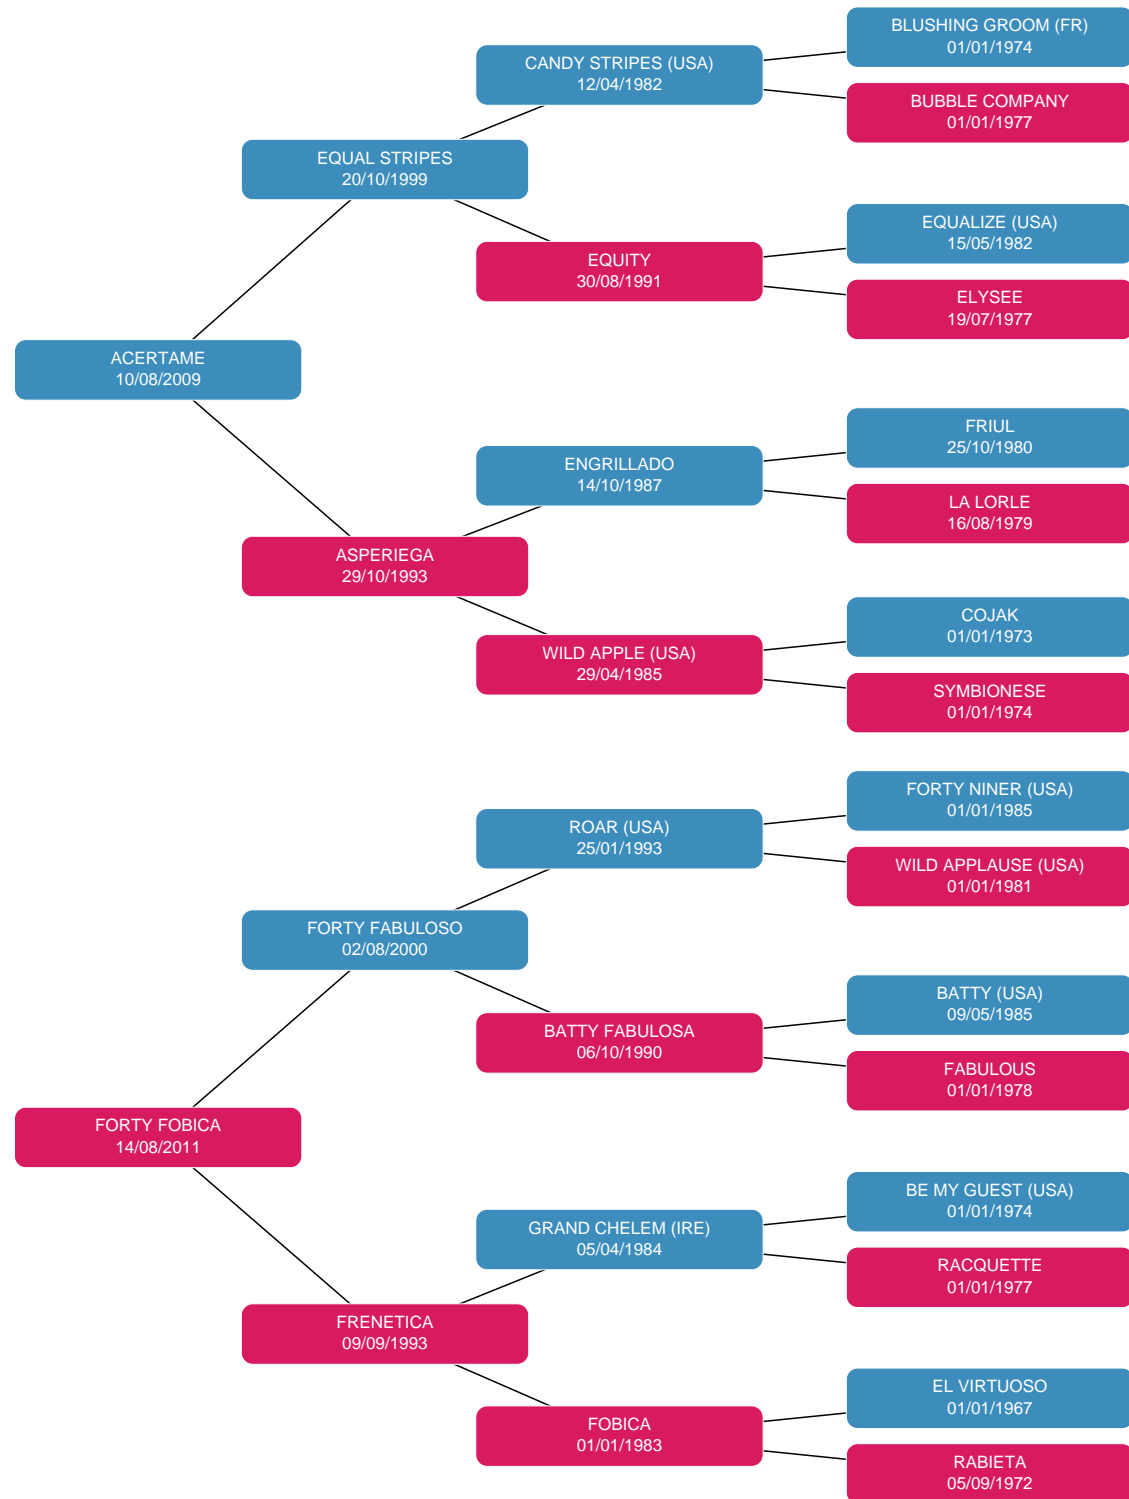 BLUSHING GROOM (FR)
01/01/1974
CANDY STRIPES (USA)
12/04/1982
BUBBLE COMPANY
01/01/1977
EQUAL STRIPES
20/10/1999
EQUALIZE (USA)
15/05/1982
EQUITY
30/08/1991
ELYSEE
19/07/1977
ACERTAME
10/08/2009
FRIUL
25/10/1980
ENGRILLADO
14/10/1987
LA LORLE
16/08/1979
ASPERIEGA
29/10/1993
COJAK
01/01/1973
WILD APPLE (USA)
29/04/1985
SYMBIONESE
01/01/1974
FORTY NINER (USA)
01/01/1985
ROAR (USA)
25/01/1993
WILD APPLAUSE (USA)
01/01/1981
FORTY FABULOSO
02/08/2000
BATTY (USA)
09/05/1985
BATTY FABULOSA
06/10/1990
FABULOUS
01/01/1978
FORTY FOBICA
14/08/2011
BE MY GUEST (USA)
01/01/1974
GRAND CHELEM (IRE)
05/04/1984
RACQUETTE
01/01/1977
FRENETICA
09/09/1993
EL VIRTUOSO
01/01/1967
FOBICA
01/01/1983
RABIETA
05/09/1972